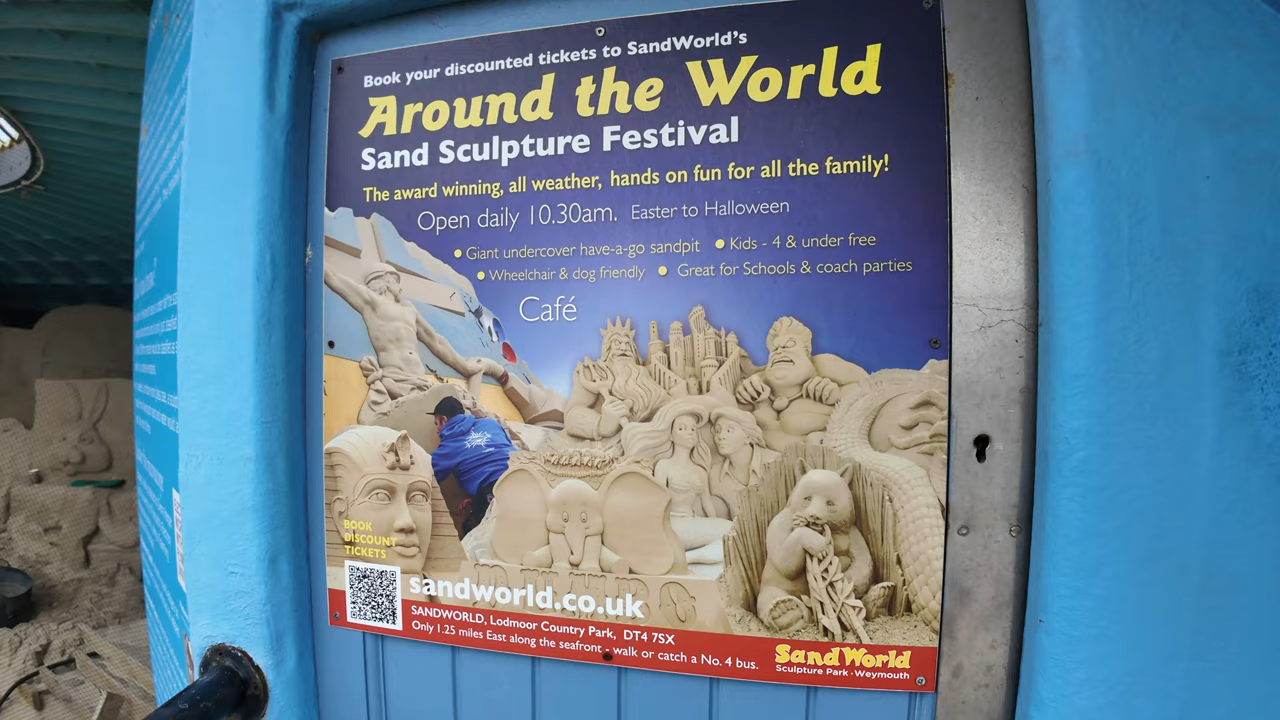 Book your discounted tickets to SandWorld's
Around the World
Sand Sculpture Festival
The award winning, all weather, hands on fun for all the family!
Open daily 10.30am. Easter to Halloween
• Giant undercover have-a-go sandpit • Kids - 4 & under free
• Wheelchair & dog friendly • Great for Schools & coach parties
Café
BOOK
DISCOUNT
TICKETS
sandworld.co.uk
SANDWORLD, Lodmoor Country Park, DT4 7SX
Only 1.25 miles East along the seafront - walk or catch a No. 4 bus.
SandWorld
Sculpture Park · Weymouth